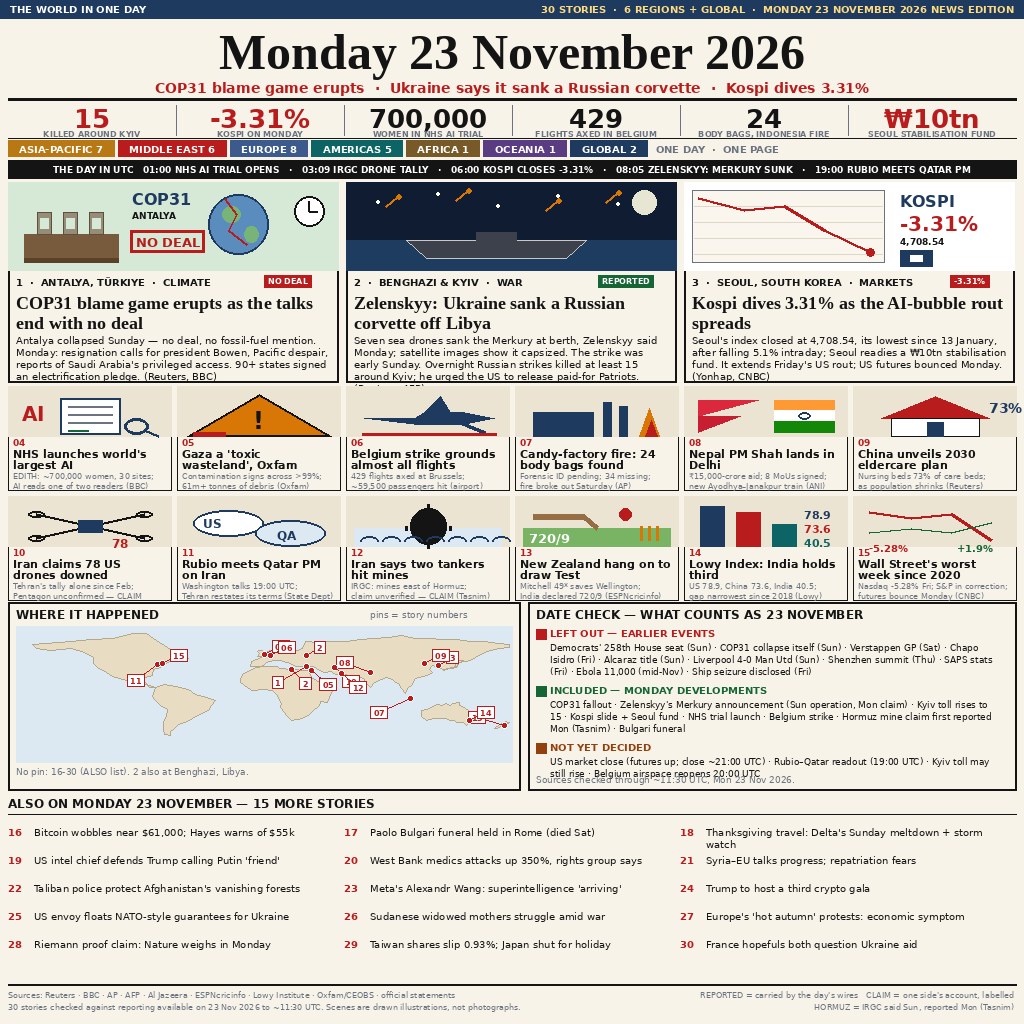 THE WORLD IN ONE DAY
30 STORIES · 6 REGIONS + GLOBAL · MONDAY 23 NOVEMBER 2026 NEWS EDITION
Monday 23 November 2026
COP31 blame game erupts · Ukraine says it sank a Russian corvette · Kospi dives 3.31%
15
KILLED AROUND KYIV
-3.31%
KOSPI ON MONDAY
700,000
WOMEN IN NHS AI TRIAL
429
FLIGHTS AXED IN BELGIUM
24
BODY BAGS, INDONESIA FIRE
₩10tn
SEOUL STABILISATION FUND
ASIA-PACIFIC 7
MIDDLE EAST 6
EUROPE 8
AMERICAS 5
AFRICA 1
OCEANIA 1
GLOBAL 2
ONE DAY · ONE PAGE
THE DAY IN UTC 01:00 NHS AI TRIAL OPENS · 03:09 IRGC DRONE TALLY · 06:00 KOSPI CLOSES -3.31% · 08:05 ZELENSKYY: MERKURY SUNK · 19:00 RUBIO MEETS QATAR PM
COP31
ANTALYA
NO DEAL
1 · ANTALYA, TÜRKIYE · CLIMATE
NO DEAL
COP31 blame game erupts as the talks
end with no deal
Antalya collapsed Sunday — no deal, no fossil-fuel mention.
Monday: resignation calls for president Bowen, Pacific despair,
reports of Saudi Arabia's privileged access. 90+ states signed
an electrification pledge. (Reuters, BBC)
2 · BENGHAZI & KYIV · WAR
REPORTED
Zelenskyy: Ukraine sank a Russian
corvette off Libya
Seven sea drones sank the Merkury at berth, Zelenskyy said
Monday; satellite images show it capsized. The strike was
early Sunday. Overnight Russian strikes killed at least 15
around Kyiv; he urged the US to release paid-for Patriots.
KOSPI
-3.31%
4,708.54
3 · SEOUL, SOUTH KOREA · MARKETS
-3.31%
Kospi dives 3.31% as the AI-bubble rout
spreads
Seoul's index closed at 4,708.54, its lowest since 13 January,
after falling 5.1% intraday; Seoul readies a ₩10tn stabilisation
fund. It extends Friday's US rout; US futures bounced Monday.
(Yonhap, CNBC)
AI
04
NHS launches world's
largest AI
EDITH: ~700,000 women, 30 sites;
AI reads one of two readers (BBC)
!
05
Gaza a 'toxic
wasteland', Oxfam
Contamination signs across >99%;
61m+ tonnes of debris (Oxfam)
06
Belgium strike grounds
almost all flights
429 flights axed at Brussels;
~59,500 passengers hit (airport)
07
Candy-factory fire: 24
body bags found
Forensic ID pending; 34 missing;
fire broke out Saturday (AP)
08
Nepal PM Shah lands in
Delhi
₹15,000-crore aid; 8 MoUs signed;
new Ayodhya-Janakpur train (ANI)
73%
09
China unveils 2030
eldercare plan
Nursing beds 73% of care beds;
as population shrinks (Reuters)
78
10
Iran claims 78 US
drones downed
Tehran's tally alone since Feb;
Pentagon unconfirmed — CLAIM
US
QA
11
Rubio meets Qatar PM
on Iran
Washington talks 19:00 UTC;
Tehran restates its terms (State Dept)
12
Iran says two tankers
hit mines
IRGC: mines east of Hormuz;
claim unverified — CLAIM (Tasnim)
720/9
13
New Zealand hang on to
draw Test
Mitchell 49* saves Wellington;
India declared 720/9 (ESPNcricinfo)
78.9
73.6
40.5
14
Lowy Index: India holds
third
US 78.9, China 73.6, India 40.5;
gap narrowest since 2018 (Lowy)
-5.28%
+1.9%
15
Wall Street's worst
week since 2020
Nasdaq -5.28% Fri; S&P in correction;
futures bounce Monday (CNBC)
WHERE IT HAPPENED
pins = story numbers
15
11
06
2
1
2
05
08
12
07
09
3
14
No pin: 16-30 (ALSO list). 2 also at Benghazi, Libya.
DATE CHECK — WHAT COUNTS AS 23 NOVEMBER
LEFT OUT — EARLIER EVENTS
Democrats' 258th House seat (Sun) · COP31 collapse itself (Sun) · Verstappen GP (Sat) · Chapo
Isidro (Fri) · Alcaraz title (Sun) · Liverpool 4-0 Man Utd (Sun) · Shenzhen summit (Thu) · SAPS stats
(Fri) · Ebola 11,000 (mid-Nov) · Ship seizure disclosed (Fri)
INCLUDED — MONDAY DEVELOPMENTS
COP31 fallout · Zelenskyy's Merkury announcement (Sun operation, Mon claim) · Kyiv toll rises to
15 · Kospi slide + Seoul fund · NHS trial launch · Belgium strike · Hormuz mine claim first reported
Mon (Tasnim) · Bulgari funeral
NOT YET DECIDED
US market close (futures up; close ~21:00 UTC) · Rubio–Qatar readout (19:00 UTC) · Kyiv toll may
still rise · Belgium airspace reopens 20:00 UTC
Sources checked through ~11:30 UTC, Mon 23 Nov 2026.
ALSO ON MONDAY 23 NOVEMBER — 15 MORE STORIES
16 Bitcoin wobbles near $61,000; Hayes warns of $55k
17 Paolo Bulgari funeral held in Rome (died Sat)
18 Thanksgiving travel: Delta's Sunday meltdown + storm
watch
19 US intel chief defends Trump calling Putin 'friend'
20 West Bank medics attacks up 350%, rights group says
21 Syria–EU talks progress; repatriation fears
22 Taliban police protect Afghanistan's vanishing forests
23 Meta's Alexandr Wang: superintelligence 'arriving'
24 Trump to host a third crypto gala
25 US envoy floats NATO-style guarantees for Ukraine
26 Sudanese widowed mothers struggle amid war
27 Europe's 'hot autumn' protests: economic symptom
28 Riemann proof claim: Nature weighs in Monday
29 Taiwan shares slip 0.93%; Japan shut for holiday
30 France hopefuls both question Ukraine aid
Sources: Reuters · BBC · AP · AFP · Al Jazeera · ESPNcricinfo · Lowy Institute · Oxfam/CEOBS · official statements
30 stories checked against reporting available on 23 Nov 2026 to ~11:30 UTC. Scenes are drawn illustrations, not photographs.
REPORTED = carried by the day's wires CLAIM = one side's account, labelled
HORMUZ = IRGC said Sun, reported Mon (Tasnim)